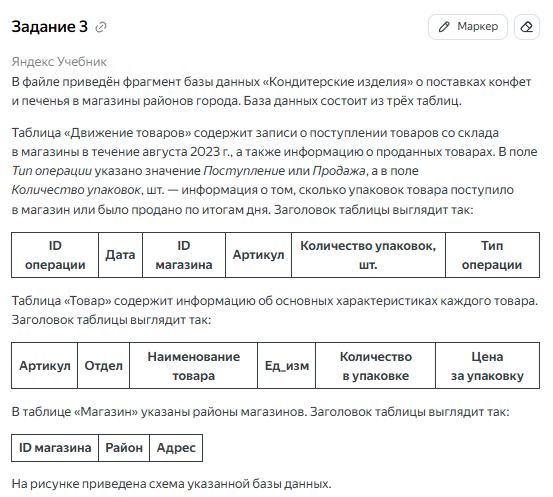 Задание 3
Маркер
Яндекс Учебник
В файле приведён фрагмент базы данных «Кондитерские изделия» о поставках конфет
и печенья в магазины районов города. База данных состоит из трёх таблиц.
Таблица «Движение товаров» содержит записи о поступлении товаров со склада
в магазины в течение августа 2023 г., а также информацию о проданных товарах. В поле
Тип операции указано значение Поступление или Продажа, а в поле
Количество упаковок, шт. — информация о том, сколько упаковок товара поступило
в магазин или было продано по итогам дня. Заголовок таблицы выглядит так:
ID операции Дата ID магазина Артикул Количество упаковок, шт. Тип операции
Таблица «Товар» содержит информацию об основных характеристиках каждого товара.
Заголовок таблицы выглядит так:
Артикул Отдел Наименование товара Ед_изм Количество в упаковке Цена за упаковку
В таблице «Магазин» указаны районы магазинов. Заголовок таблицы выглядит так:
ID магазина Район Адрес
На рисунке приведена схема указанной базы данных.